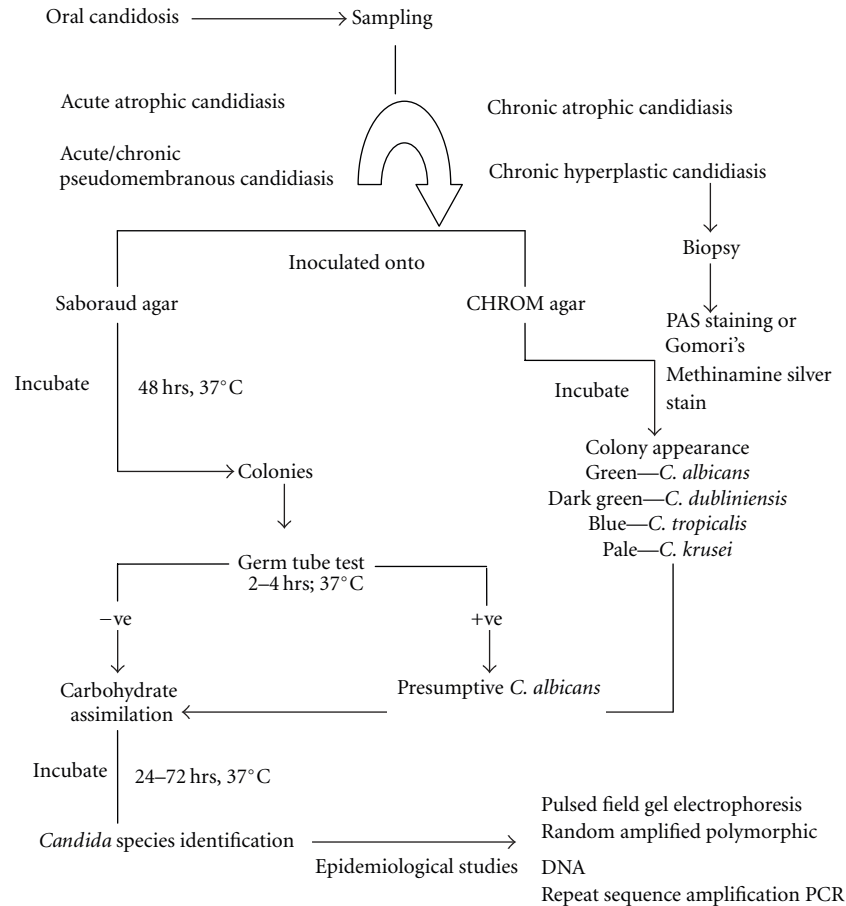 Oral candidosis
Sampling
Acute atrophic candidiasis
Chronic atrophic candidiasis
Acute/chronic
pseudomembranous candidiasis
Chronic hyperplastic candidiasis
Biopsy
Inoculated onto
Saboraud agar
CHROM agar
PAS staining or
Gomori's
Methinamine silver
stain
Incubate
48 hrs, 37°C
Incubate
Colony appearance
Green—C. albicans
Dark green—C. dubliniensis
Blue—C. tropicalis
Pale—C. krusei
Colonies
Germ tube test
2–4 hrs; 37°C
−ve
+ve
Carbohydrate
assimilation
Presumptive C. albicans
Incubate
24–72 hrs, 37°C
Candida species identification
Epidemiological studies
Pulsed field gel electrophoresis
Random amplified polymorphic
DNA
Repeat sequence amplification PCR